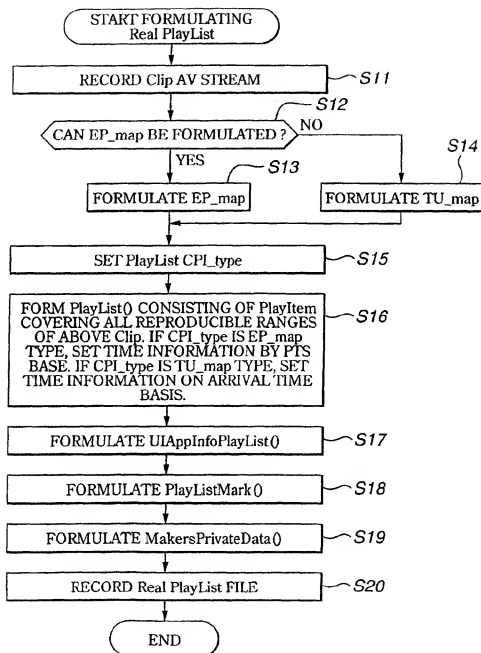 START FORMULATING
Real PlayList
RECORD Clip AV STREAM
S11
CAN EP_map BE FORMULATED ?
S12
NO
YES
S13
S14
FORMULATE EP_map
FORMULATE TU_map
SET PlayList CPI_type
S15
FORM PlayList() CONSISTING OF PlayItem
COVERING ALL REPRODUCIBLE RANGES
OF ABOVE Clip. IF CPI_type IS EP_map
TYPE, SET TIME INFORMATION BY PTS
BASE. IF CPI_type IS TU_map TYPE, SET
TIME INFORMATION ON ARRIVAL TIME
BASIS.
S16
FORMULATE UIAppInfoPlayList()
S17
FORMULATE PlayListMark()
S18
FORMULATE MakersPrivateData()
S19
RECORD Real PlayList FILE
S20
END